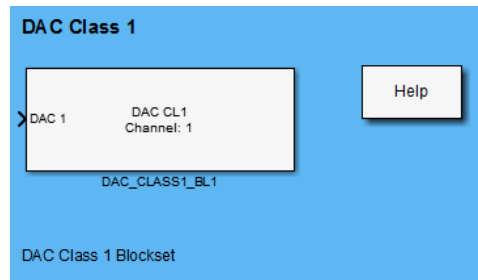 DAC Class 1
DAC 1
DAC CL1
Channel: 1
Help
DAC_CLASS1_BL1
DAC Class 1 Blockset